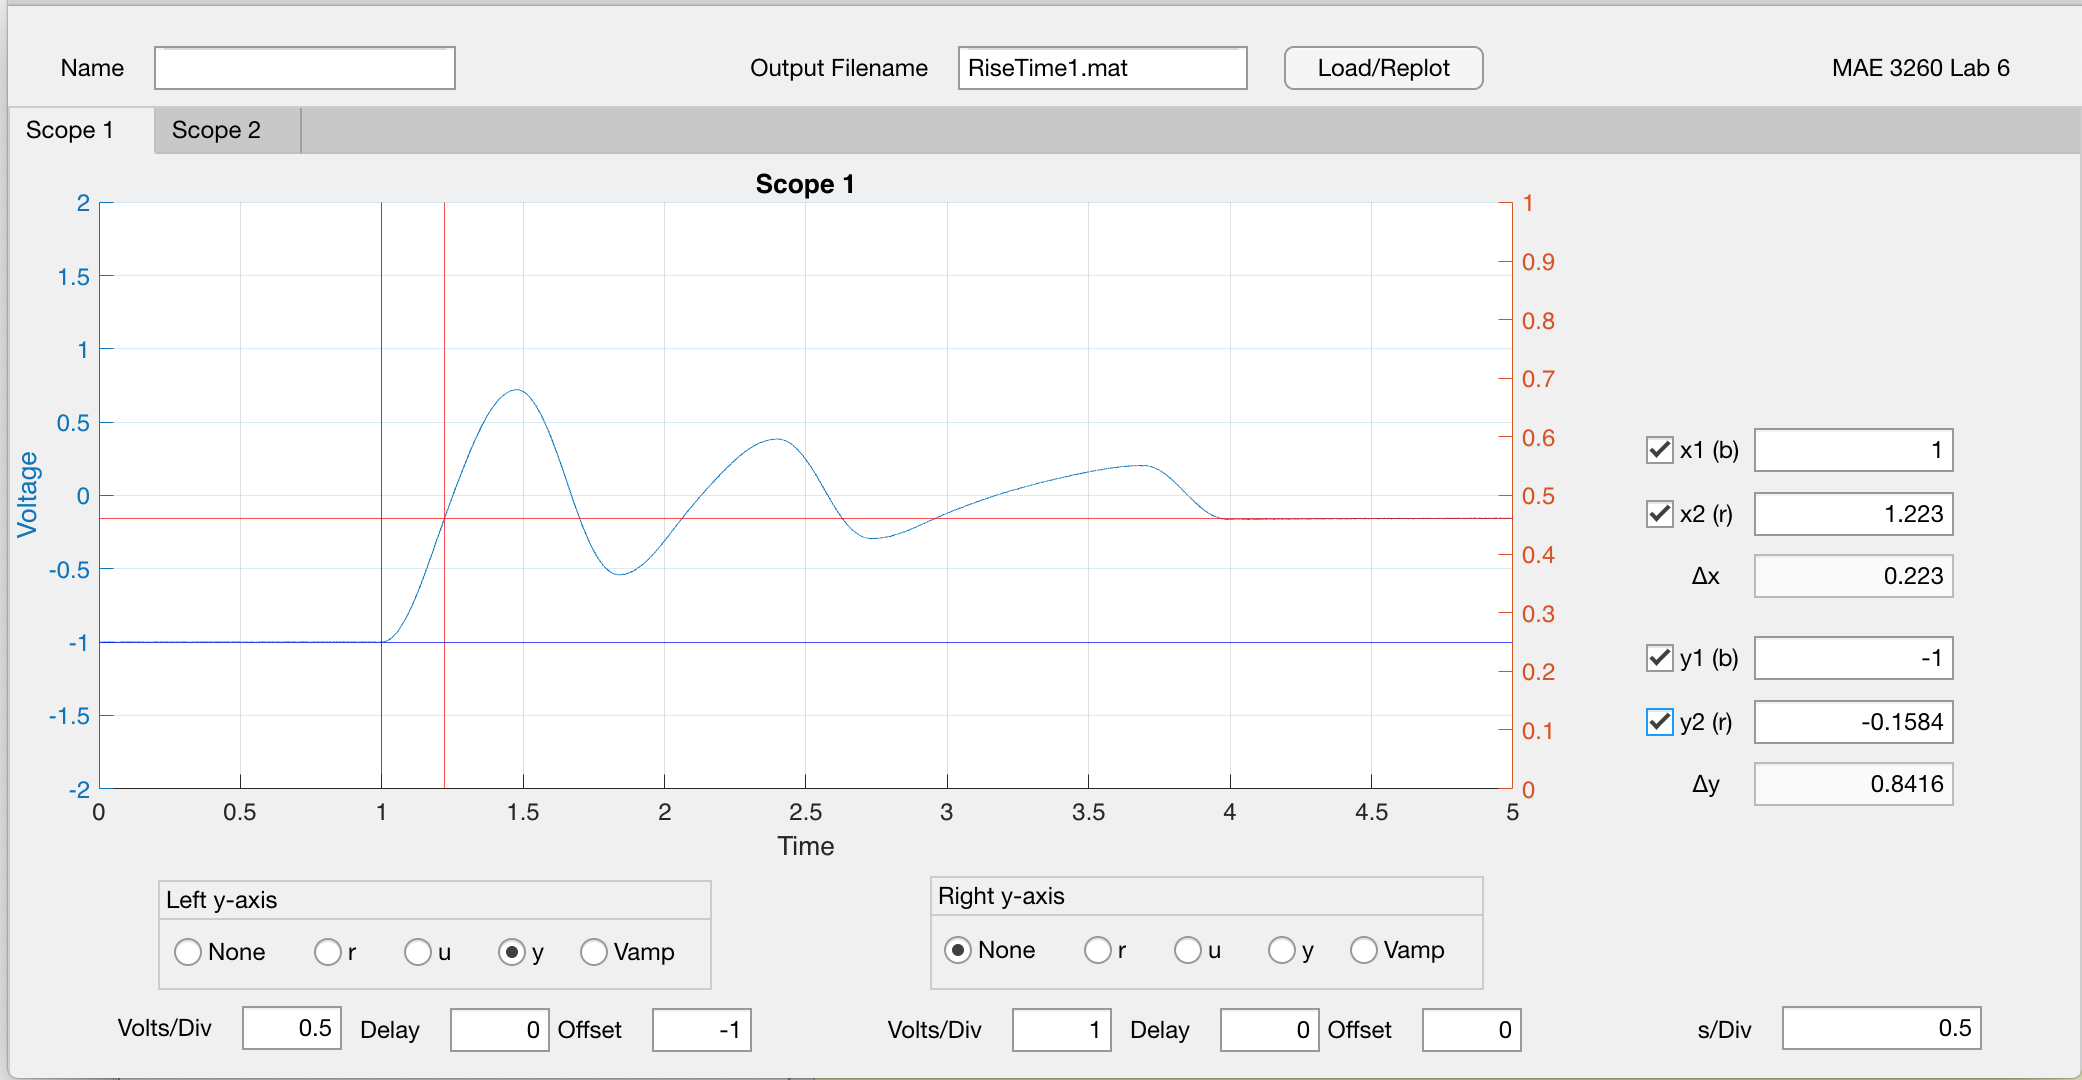 Name
Output Filename RiseTime1.mat Load/Replot MAE 3260 Lab 6
Scope 1 Scope 2
Scope 1
2
1.5
1
0.5
0
-0.5
-1
-1.5
-2
Voltage
1
0.9
0.8
0.7
0.6
0.5
0.4
0.3
0.2
0.1
0
0 0.5 1 1.5 2 2.5 3 3.5 4 4.5 5
Time
x1 (b) 1
x2 (r) 1.223
Δx 0.223
y1 (b) -1
y2 (r) -0.1584
Δy 0.8416
Left y-axis
None r u y Vamp
Volts/Div 0.5 Delay 0 Offset -1
Right y-axis
None r u y Vamp
Volts/Div 1 Delay 0 Offset 0
s/Div 0.5